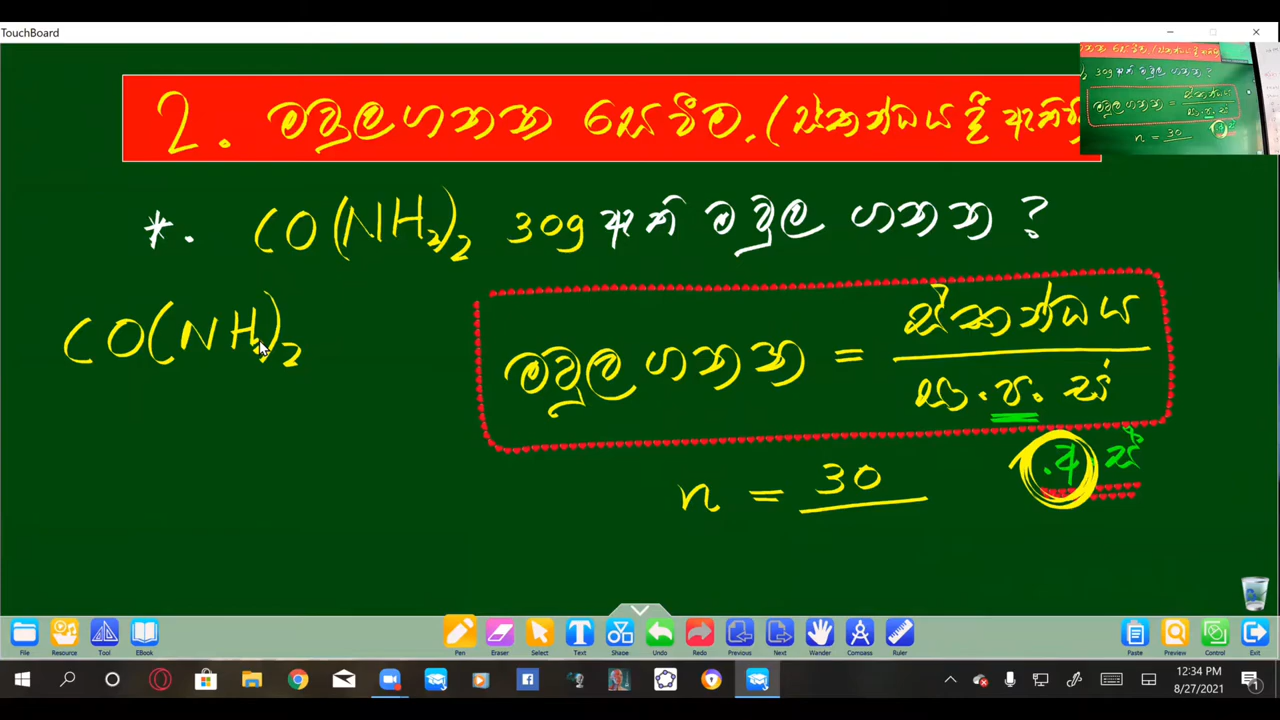 TouchBoard
2. මවුල ගනන සෙවීම. (ස්කන්ධය දී ඇතිවිට
*. CO(NH₂)₂ 30g ඇති මවුල ගනන ?
CO(NH₂)₂
මවුල ගනන = ස්කන්ධය
සා.ප.ස්
.අ ස්
n = 30
File Resource Tool EBook Pen Eraser Select Text Shape Undo Redo Previous Next Wander Compass Ruler Paste Preview Control Exit
12:34 PM
8/27/2021